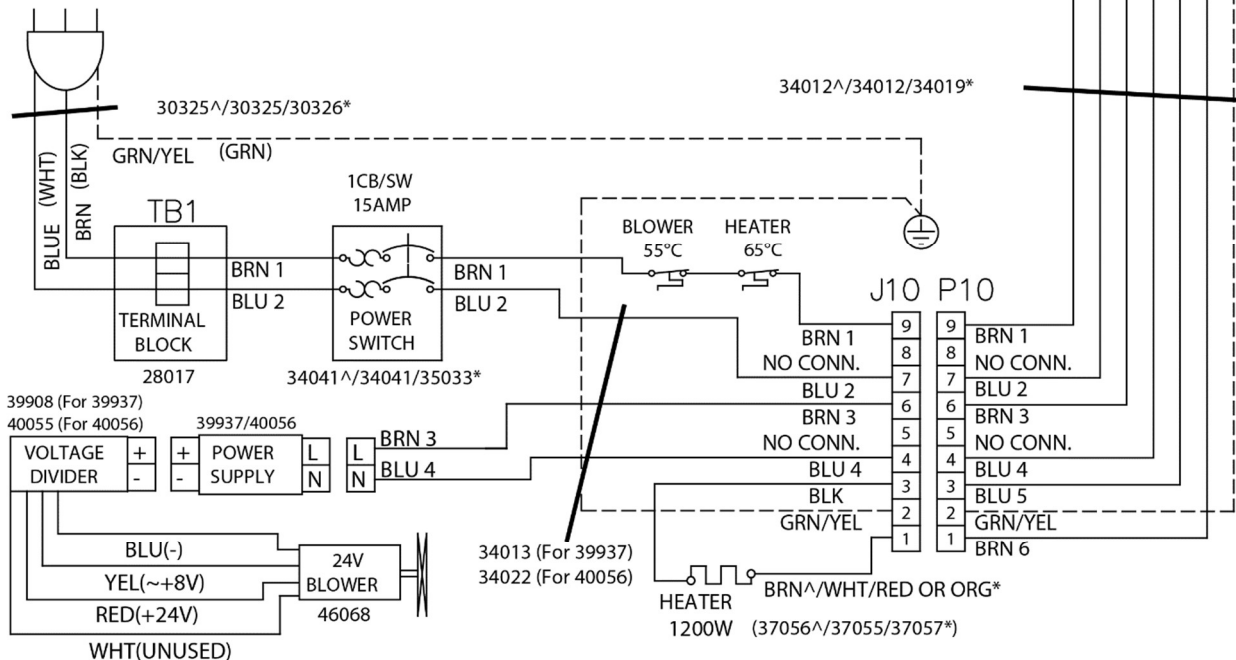 30325^/30325/30326*
34012^/34012/34019*
GRN/YEL (GRN)
BLUE (WHT)
BRN (BLK)
TB1
1CB/SW
15AMP
BLOWER
55°C
HEATER
65°C
BRN 1
BLU 2
BRN 1
BLU 2
TERMINAL
BLOCK
28017
POWER
SWITCH
34041^/34041/35033*
J10 P10
9 9
8 8
7 7
6 6
5 5
4 4
3 3
2 2
1 1
BRN 1
NO CONN.
BLU 2
BRN 3
NO CONN.
BLU 4
BLK
GRN/YEL
BRN 1
NO CONN.
BLU 2
BRN 3
NO CONN.
BLU 4
BLU 5
GRN/YEL
BRN 6
39908 (For 39937)
40055 (For 40056)
VOLTAGE
DIVIDER
+
-
+
-
39937/40056
POWER
SUPPLY
L
N
L
N
BRN 3
BLU 4
BLU(-)
YEL(~+8V)
RED(+24V)
WHT(UNUSED)
24V
BLOWER
46068
34013 (For 39937)
34022 (For 40056)
HEATER
1200W
BRN^/WHT/RED OR ORG*
(37056^/37055/37057*)